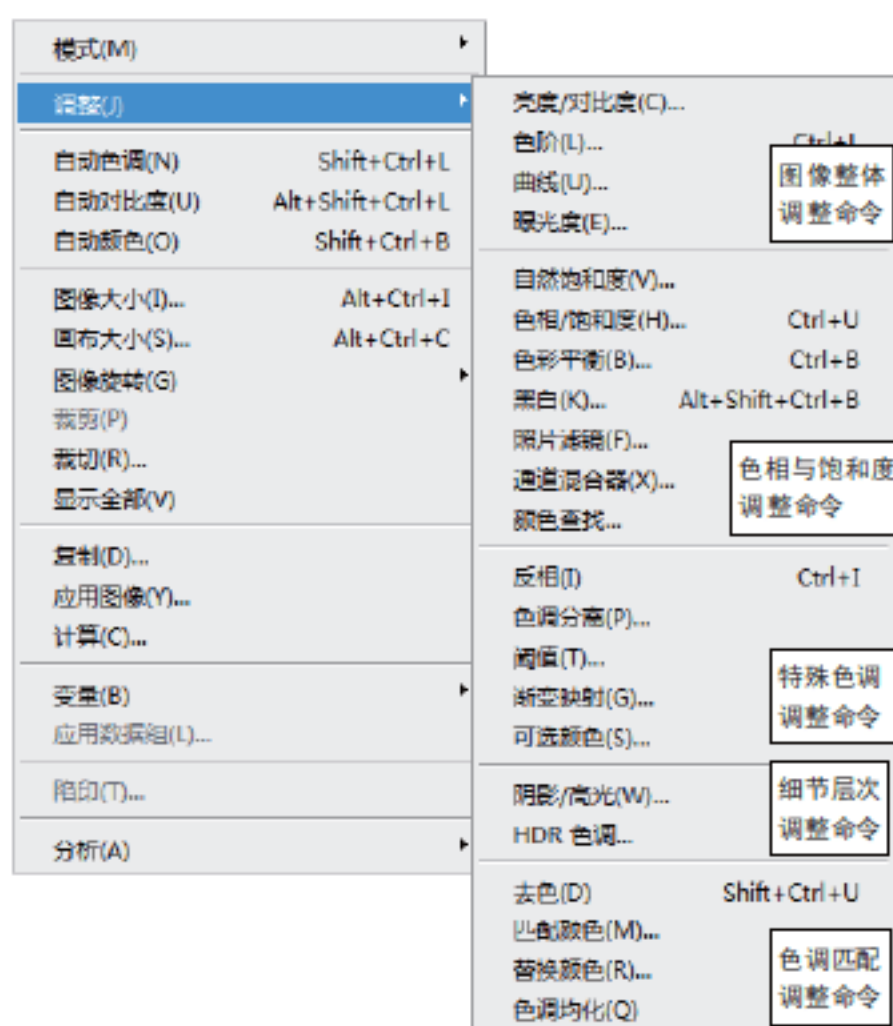 模式(M)
调整(J)
自动色调(N) Shift+Ctrl+L
自动对比度(U) Alt+Shift+Ctrl+L
自动颜色(O) Shift+Ctrl+B
图像大小(I)... Alt+Ctrl+I
画布大小(S)... Alt+Ctrl+C
图像旋转(G)
裁剪(P)
裁切(R)...
显示全部(V)
复制(D)...
应用图像(Y)...
计算(C)...
变量(B)
应用数据组(L)...
陷印(T)...
分析(A)
亮度/对比度(C)...
色阶(L)... Ctrl+L
曲线(U)...
曝光度(E)...
图像整体
调整命令
自然饱和度(V)...
色相/饱和度(H)... Ctrl+U
色彩平衡(B)... Ctrl+B
黑白(K)... Alt+Shift+Ctrl+B
照片滤镜(F)...
通道混合器(X)...
颜色查找...
色相与饱和度
调整命令
反相(I) Ctrl+I
色调分离(P)...
阈值(T)...
渐变映射(G)...
可选颜色(S)...
特殊色调
调整命令
阴影/高光(W)...
HDR 色调...
细节层次
调整命令
去色(D) Shift+Ctrl+U
匹配颜色(M)...
替换颜色(R)...
色调均化(Q)
色调匹配
调整命令